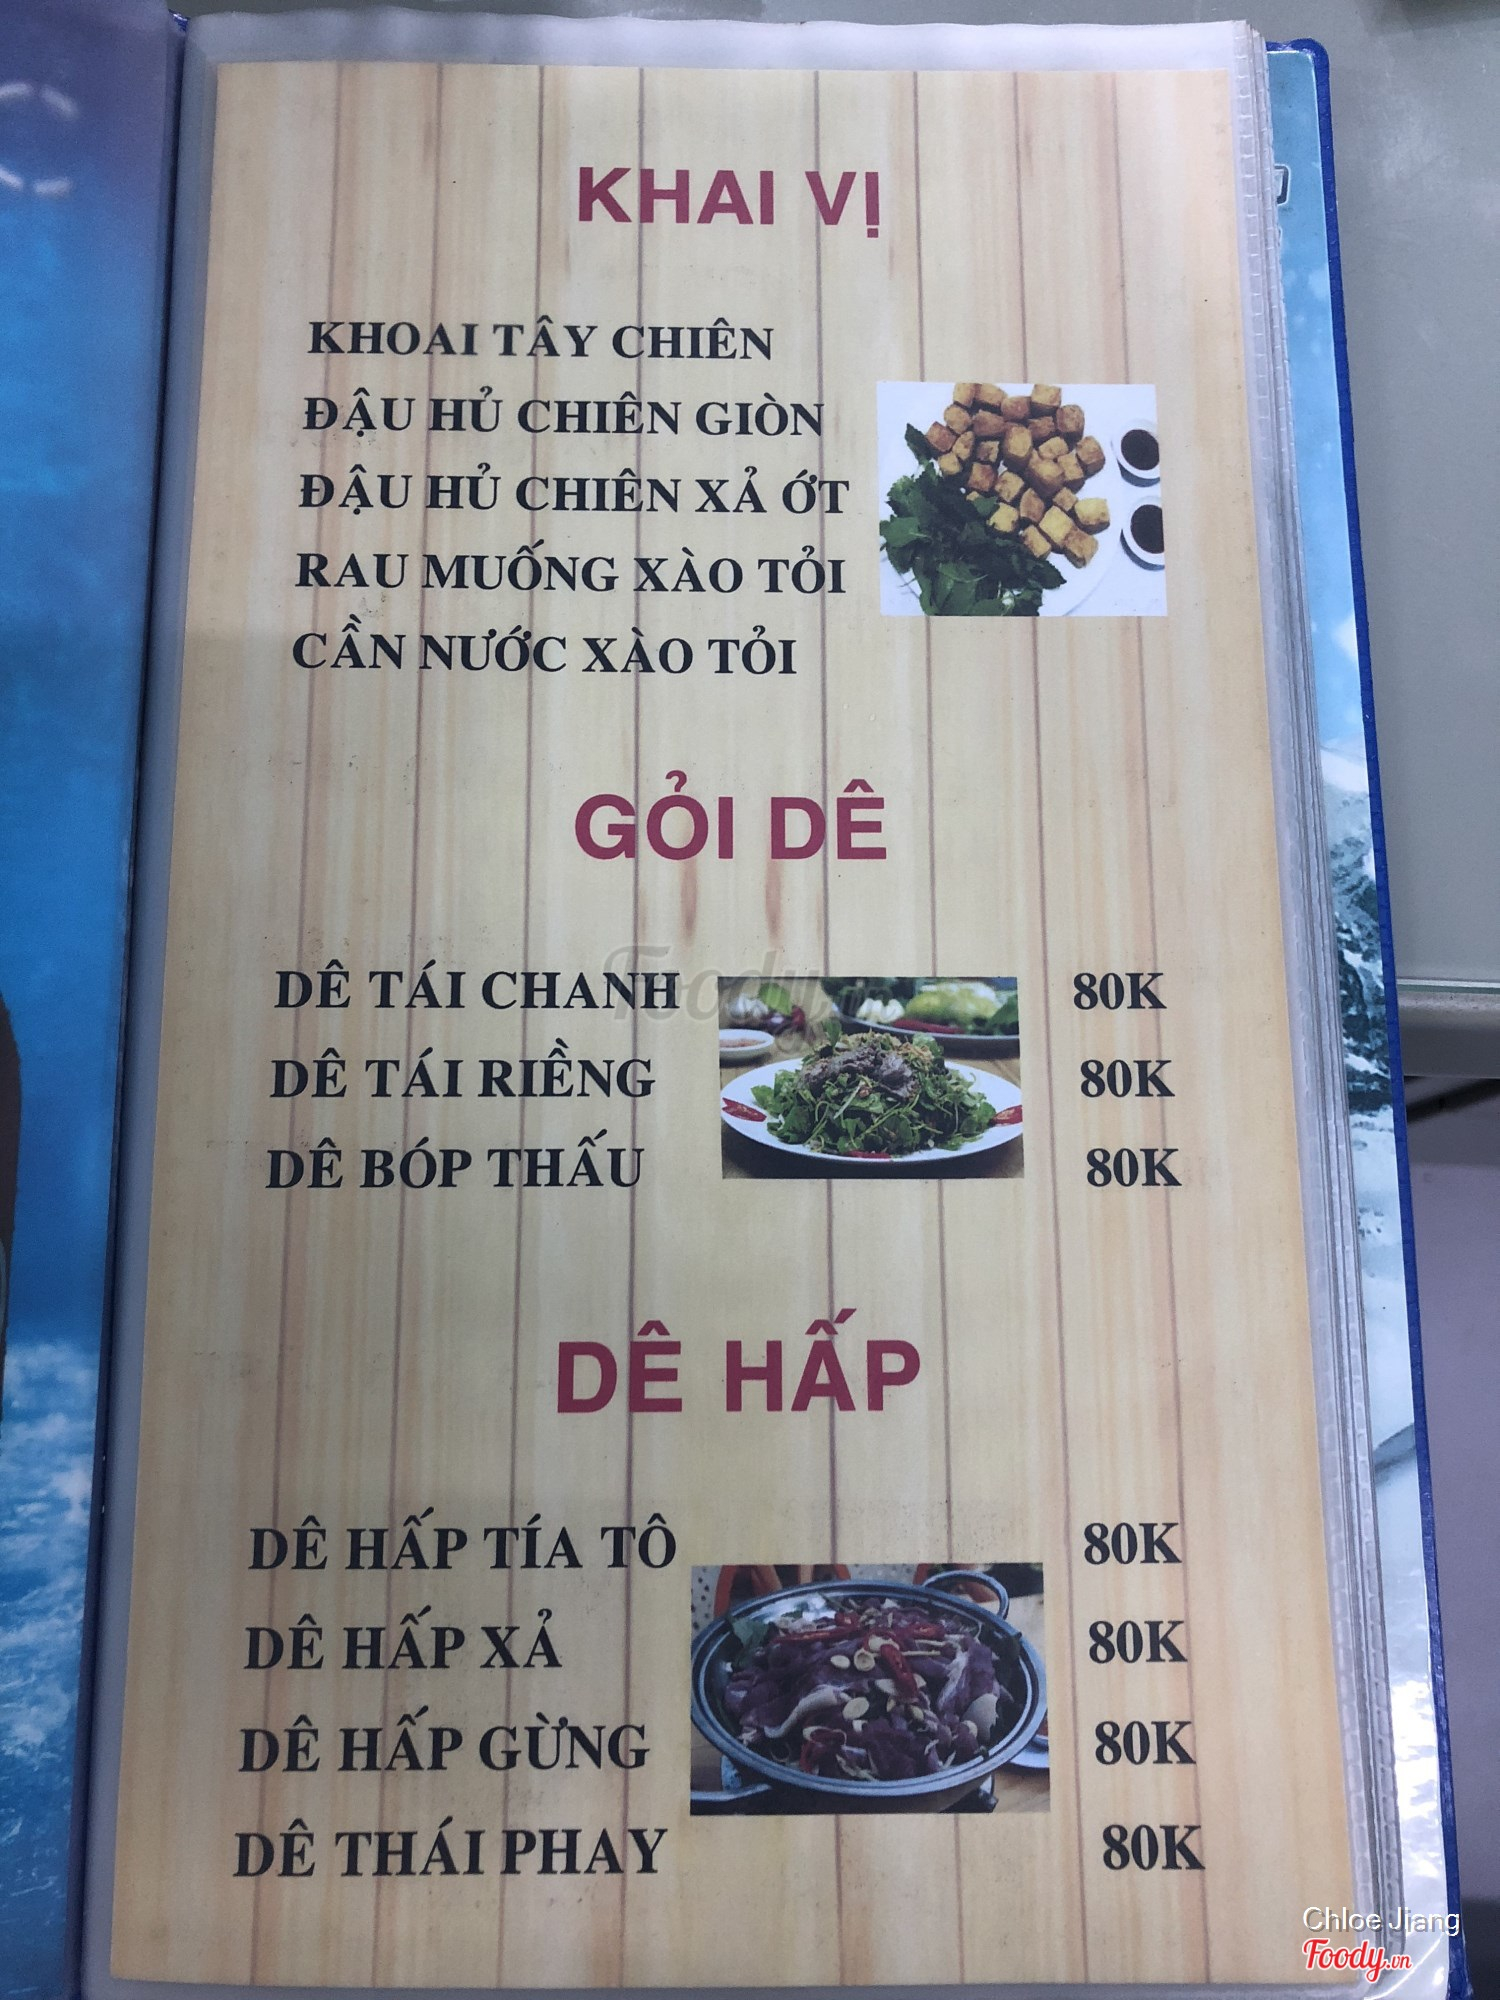 KHAI VỊ
KHOAI TÂY CHIÊN
ĐẬU HỦ CHIÊN GIÒN
ĐẬU HỦ CHIÊN XẢ ỚT
RAU MUỐNG XÀO TỎI
CẦN NƯỚC XÀO TỎI
GỎI DÊ
DÊ TÁI CHANH 80K
DÊ TÁI RIỀNG 80K
DÊ BÓP THẤU 80K
DÊ HẤP
DÊ HẤP TÍA TÔ 80K
DÊ HẤP XẢ 80K
DÊ HẤP GỪNG 80K
DÊ THÁI PHAY 80K
Foody.vn
Chloe Jiang
Foody.vn